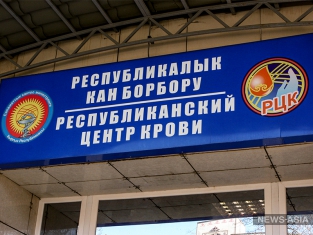 РЕСПУБЛИКАЛЫК
КАН БОРБОРУ
РЕСПУБЛИКАНСКИЙ
ЦЕНТР КРОВИ
РЦК
NEWS-ASIA